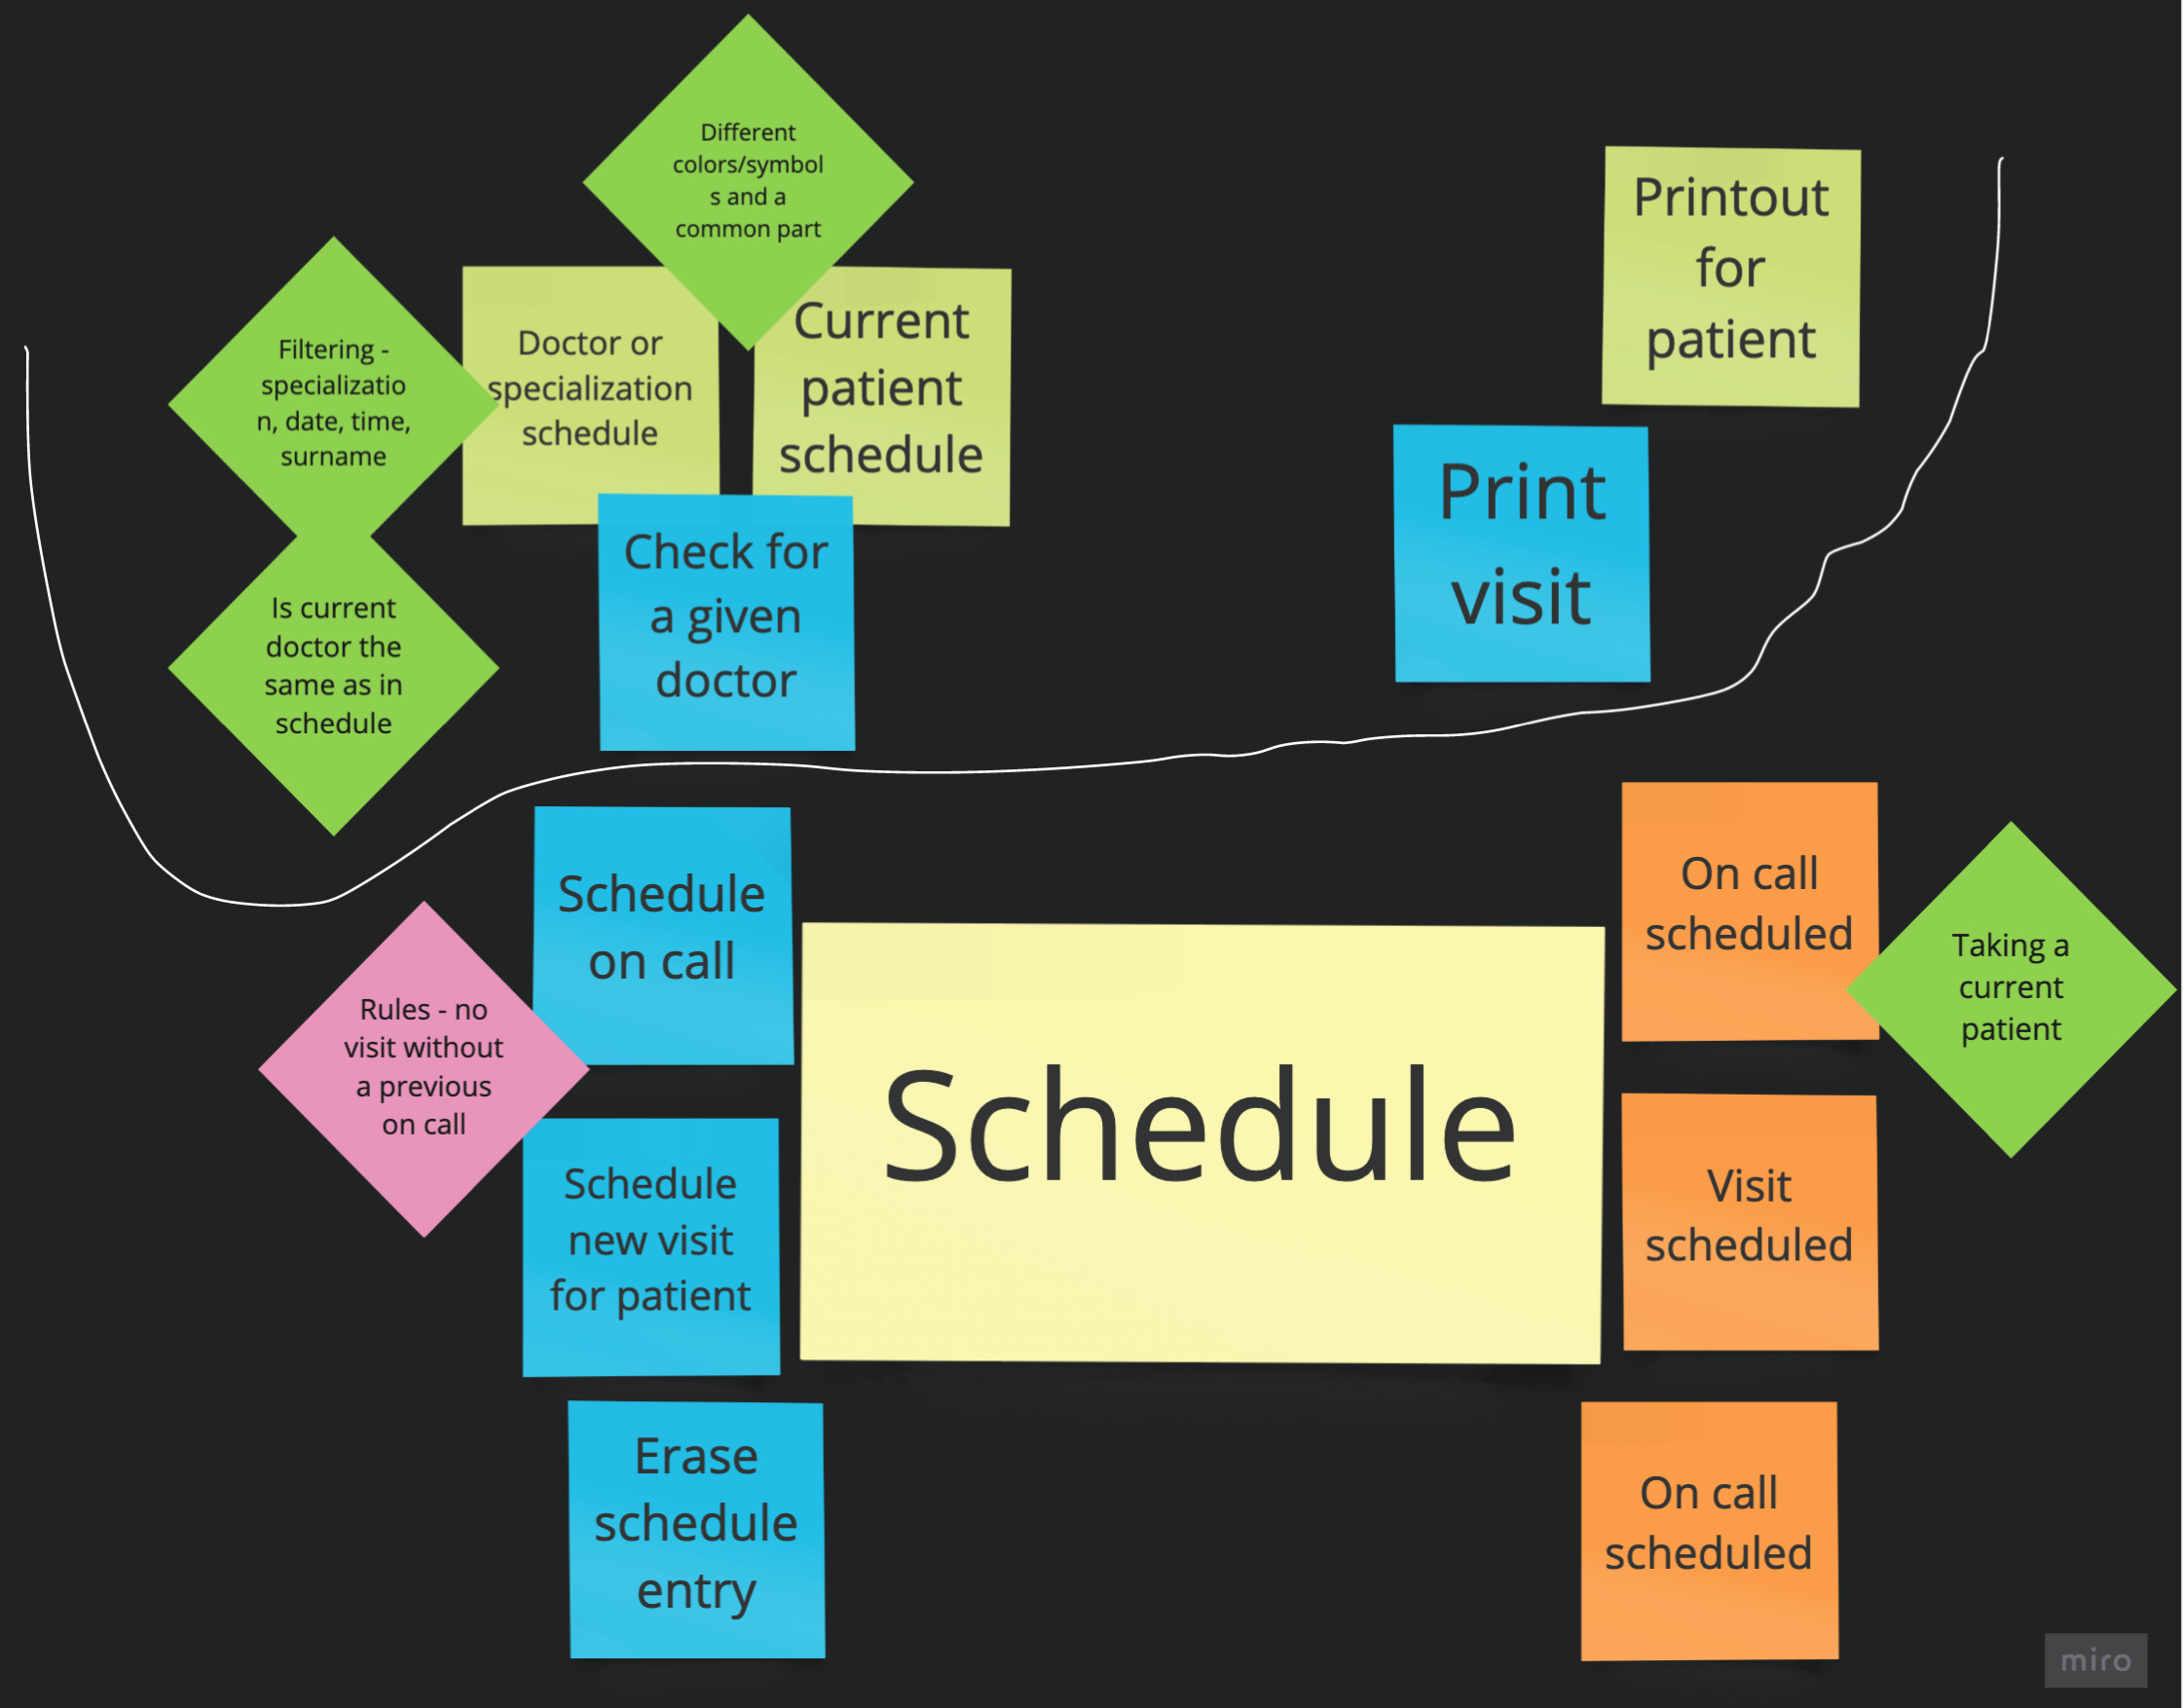 Different
colors/symbol
s and a
common part
Filtering -
specializatio
n, date, time,
surname
Doctor or
specialization
schedule
Current
patient
schedule
Printout
for
patient
Is current
doctor the
same as in
schedule
Check for
a given
doctor
Print
visit
Schedule
on call
Rules - no
visit without
a previous
on call
Schedule
new visit
for patient
Erase
schedule
entry
Schedule
On call
scheduled
Taking a
current
patient
Visit
scheduled
On call
scheduled
miro